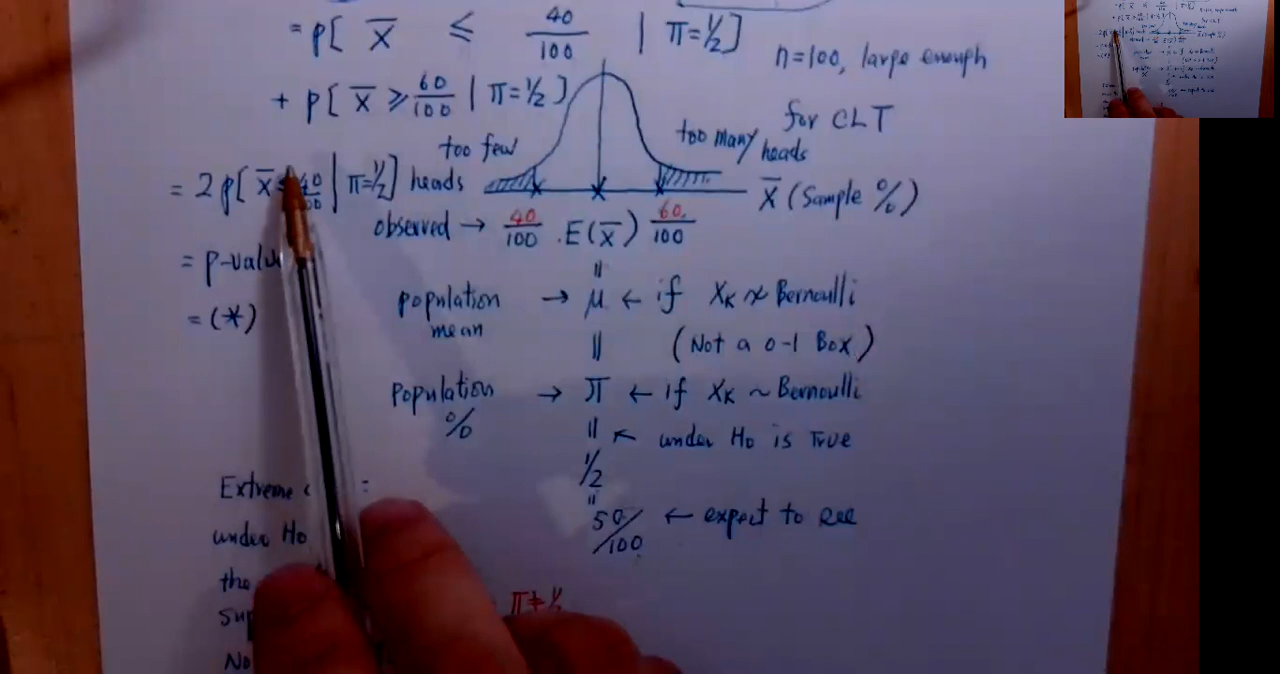 = p[ X̄ ≤ 40/100 | π=½]
n=100, large enough
for CLT
+ p[ X̄ ≥ 60/100 | π=½ ]
too few
heads
too many
heads
= 2p[ X̄ ≤ 40/100 | π=½]
X̄ (Sample %)
observed → 40/100 . E(X̄) 60/100
= p-valu
= (*)
||
population
mean
→ μ ← if Xₖ ≁ Bernoulli
|| (Not a 0-1 Box.)
Population
%
→ π ← if Xₖ ~ Bernoulli
|| ← under H₀ is True
1/2
||
50/100 ← expect to see
Extreme
under H₀
the
No
π≠½